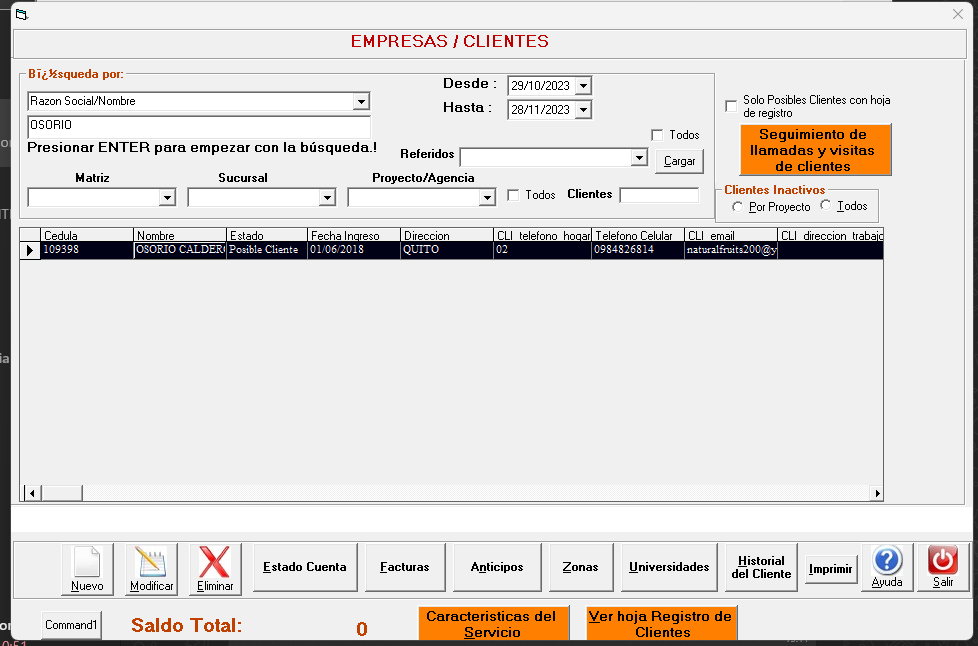 EMPRESAS / CLIENTES
Bï¿½squeda por:
Desde :
29/10/2023
Razon Social/Nombre
Hasta :
28/11/2023
Solo Posibles Clientes con hoja
de registro
OSORIO
Todos
Seguimiento de
llamadas y visitas
de clientes
Presionar ENTER para empezar con la búsqueda.!
Referidos
Cargar
Matriz
Sucursal
Proyecto/Agencia
Todos
Clientes
Clientes Inactivos
Por Proyecto
Todos
Cedula Nombre Estado Fecha Ingreso Direccion CLI_telefono_hogar Telefono Celular CLI_email CLI_direccion_trabajo
109398 OSORIO CALDER Posible Cliente 01/06/2018 QUITO 02 0984826814 naturalfruits200@y
Nuevo
Modificar
Eliminar
Estado Cuenta
Facturas
Anticipos
Zonas
Universidades
Historial
del Cliente
Imprimir
Ayuda
Salir
Command1
Saldo Total:
0
Caracteristicas del
Servicio
Ver hoja Registro de
Clientes